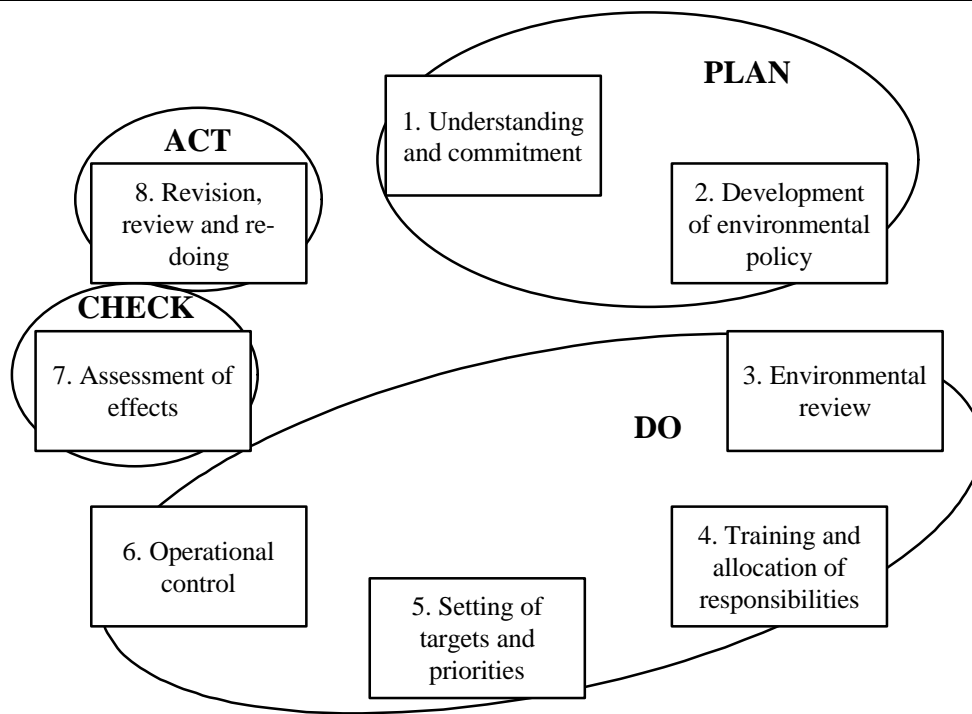 PLAN
1. Understanding
and commitment
2. Development
of environmental
policy
DO
3. Environmental
review
4. Training and
allocation of
responsibilities
5. Setting of
targets and
priorities
6. Operational
control
CHECK
7. Assessment of
effects
ACT
8. Revision,
review and re-
doing